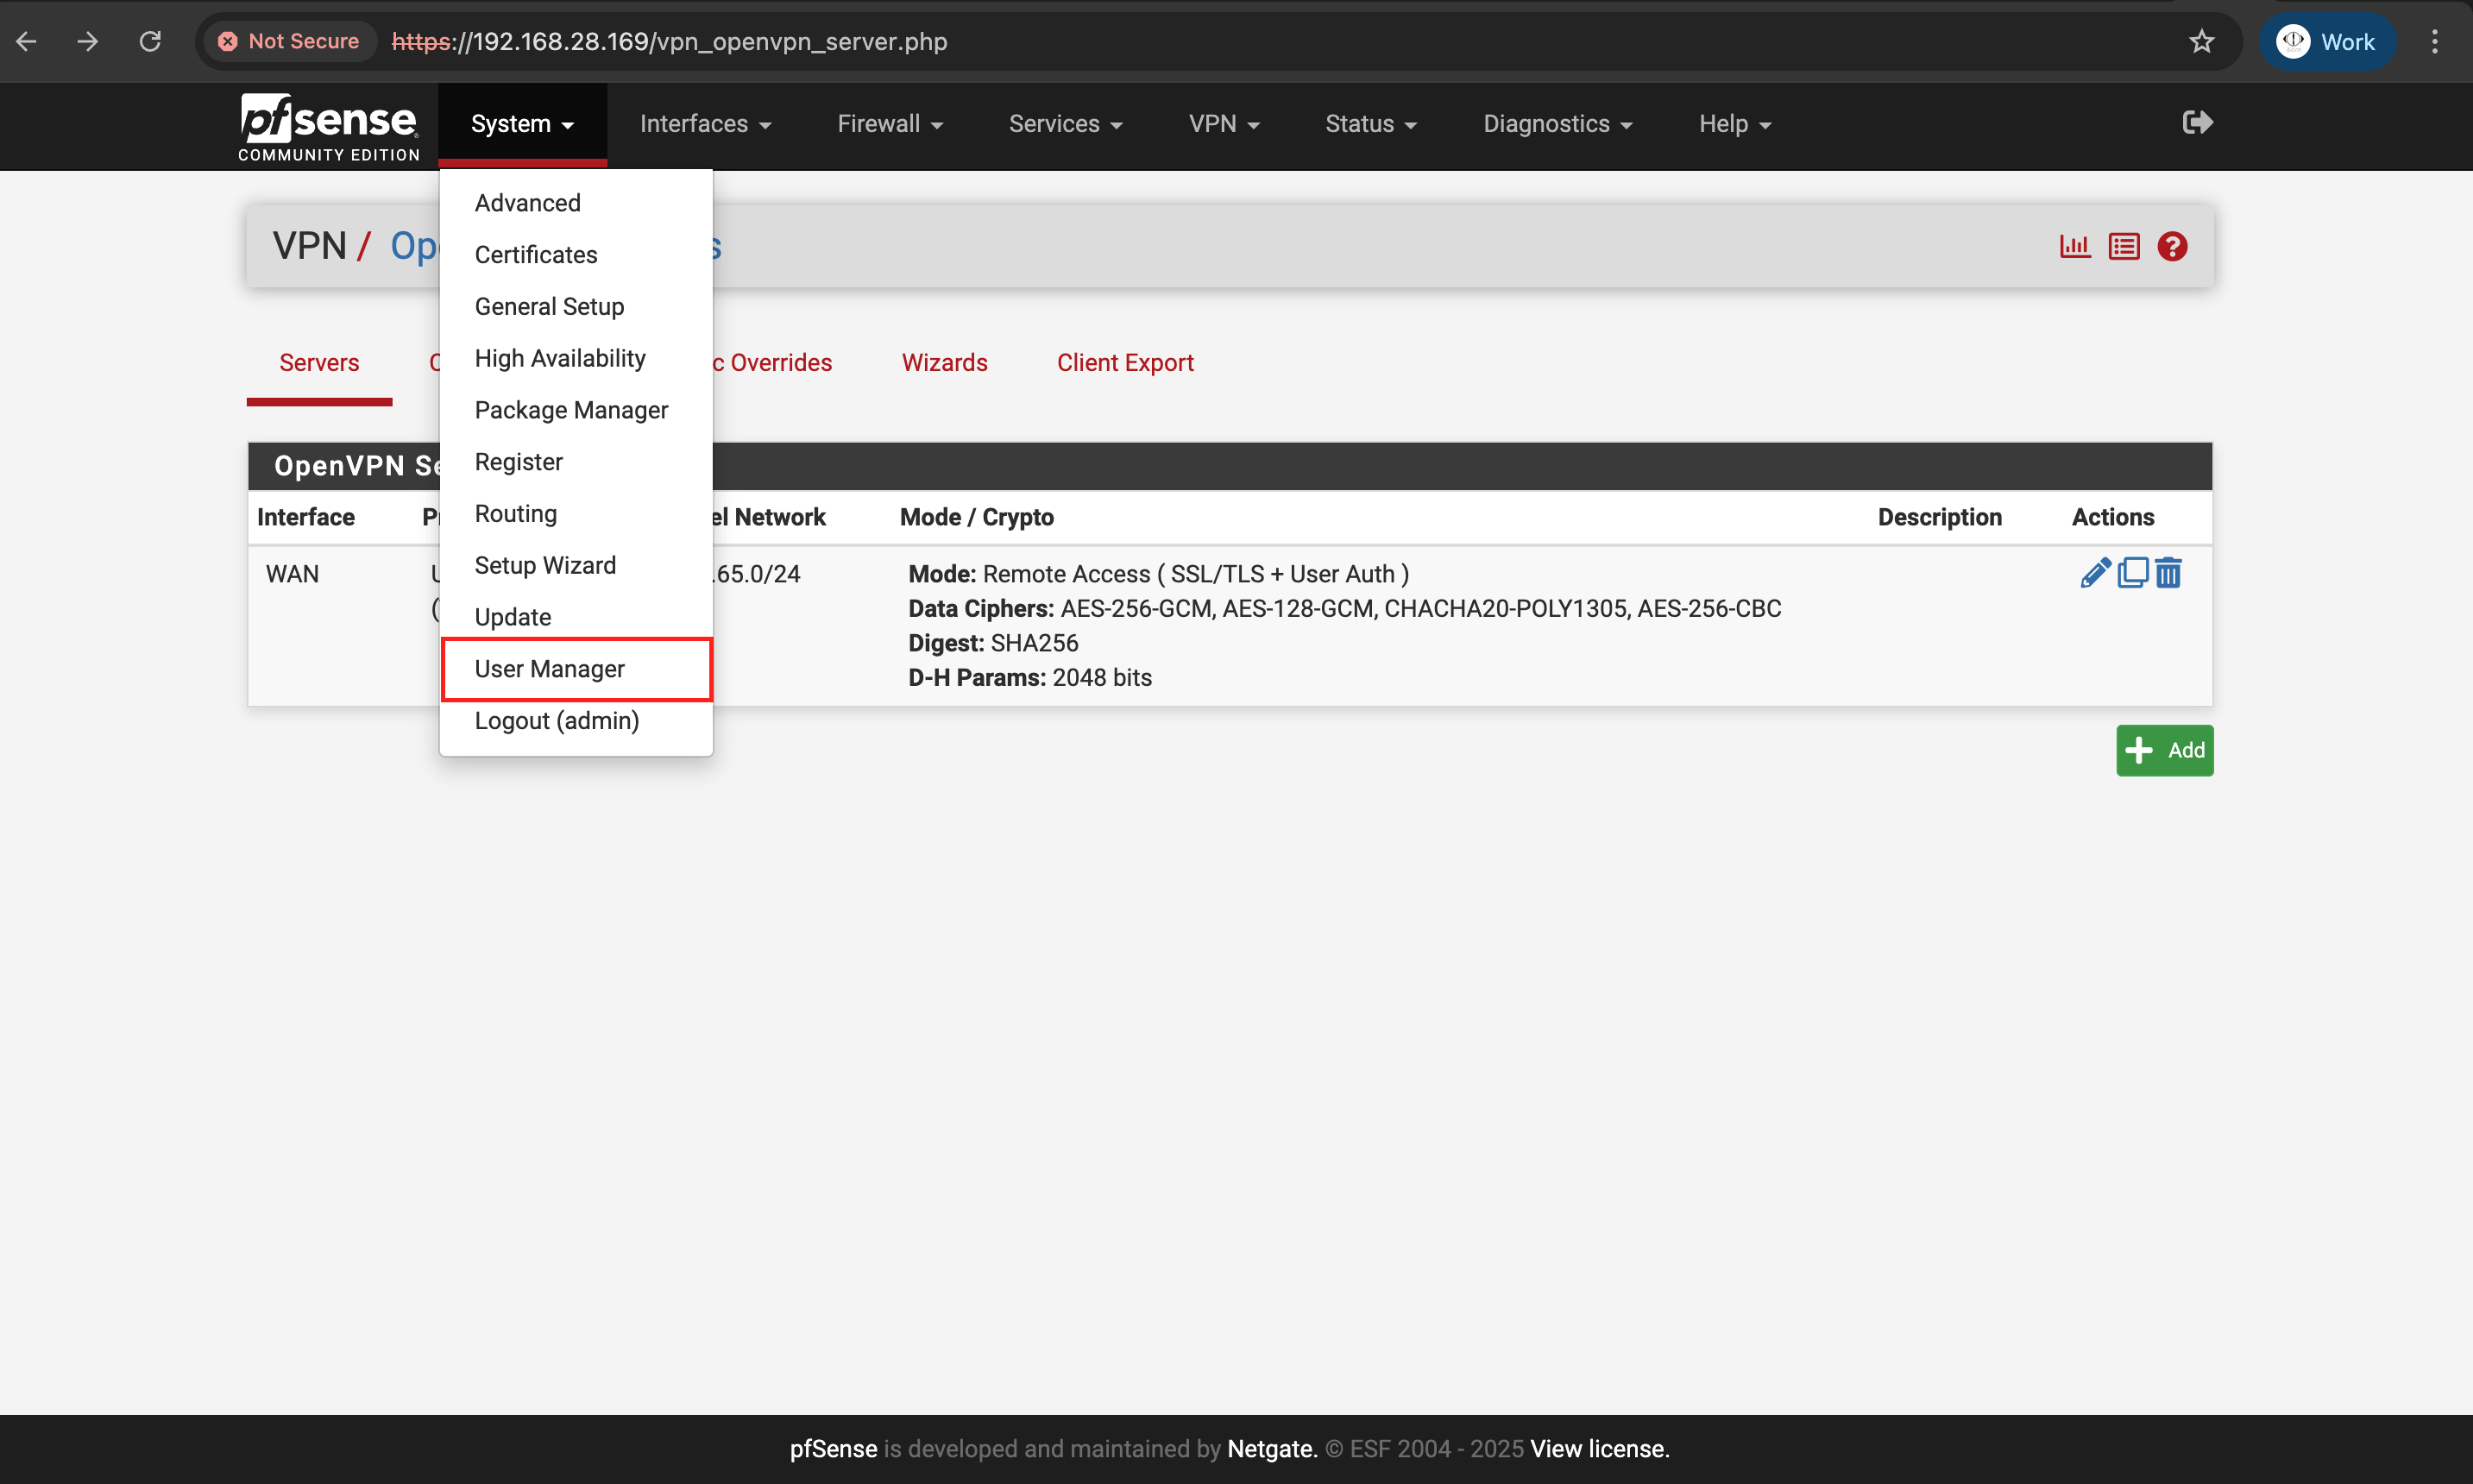 Not Secure https://192.168.28.169/vpn_openvpn_server.php Work
pfsense COMMUNITY EDITION
System Interfaces Firewall Services VPN Status Diagnostics Help
VPN / Op s
Servers C c Overrides Wizards Client Export
OpenVPN Se
Interface P el Network Mode / Crypto Description Actions
WAN U .65.0/24 Mode: Remote Access ( SSL/TLS + User Auth )
( Data Ciphers: AES-256-GCM, AES-128-GCM, CHACHA20-POLY1305, AES-256-CBC
Digest: SHA256
D-H Params: 2048 bits
Advanced
Certificates
General Setup
High Availability
Package Manager
Register
Routing
Setup Wizard
Update
User Manager
Logout (admin)
Add
pfSense is developed and maintained by Netgate. © ESF 2004 - 2025 View license.